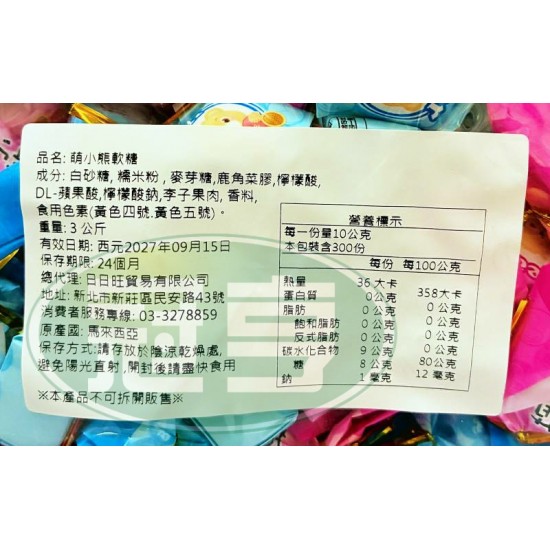 品名: 萌小熊軟糖
成分: 白砂糖, 糯米粉, 麥芽糖,鹿角菜膠,檸檬酸,
DL-蘋果酸,檸檬酸鈉,李子果肉, 香料,
食用色素(黃色四號.黃色五號)。
重量: 3 公斤
有效日期: 西元2027年09月15日
保存期限: 24個月
總代理: 日日旺貿易有限公司
地址: 新北市新莊區民安路43號
消費者服務專線: 03-3278859
原產國: 馬來西亞
保存方式:請存放於陰涼乾燥處,
避免陽光直射 ,開封後請盡快食用
※本產品不可拆開販售※
營養標示
每一份量10公克
本包裝含300份
每份 每100公克
熱量 36 大卡 358大卡
蛋白質 0公克 0 公克
脂肪 0公克 0 公克
飽和脂肪 0公克 0 公克
反式脂肪 0公克 0 公克
碳水化合物 9 公克 0 公克
糖 8 公克 80公克
鈉 1 毫克 12 毫克